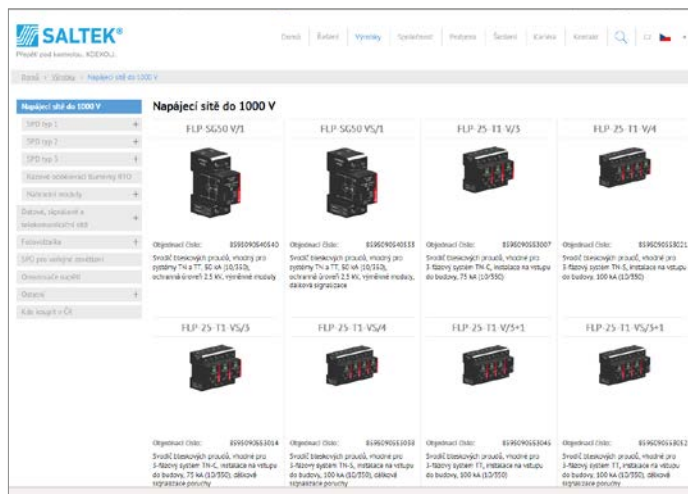 SALTEK®
Přepětí pod kontrolou. KDEKOLI.
Domů Řešení Výrobky Společnost Podpora Školení Kariéra Kontakt CZ
Domů › Výrobky › Napájecí sítě do 1000 V
Napájecí sítě do 1000 V
SPD typ 1 +
SPD typ 2 +
SPD typ 3 +
Rázové oddělovací tlumivky RTO
Náhradní moduly +
Datové, signálové a
telekomunikační sítě +
Fotovoltaika +
SPD pro veřejné osvětlení
Omezovače napětí
Ostatní +
Kde koupit v ČR
Napájecí sítě do 1000 V
FLP-SG50 V/1
Objednací číslo: 8595090540540
Svodič bleskových proudů, vhodný pro
systémy TN a TT, 50 kA (10/350),
ochranná úroveň 2.5 kV, výměnné moduly
FLP-SG50 VS/1
Objednací číslo: 8595090540533
Svodič bleskových proudů, vhodný pro
systémy TN a TT, 50 kA (10/350),
ochranná úroveň 2.5 kV, výměnné moduly,
dálková signalizace
FLP-25-T1-V/3
Objednací číslo: 8595090553007
Svodič bleskových proudů, vhodné pro
3-fázový systém TN-C, instalace na vstupu
do budovy, 75 kA (10/350)
FLP-25-T1-V/4
Objednací číslo: 8595090553021
Svodič bleskových proudů, vhodné pro
3-fázový systém TN-S, instalace na vstupu
do budovy, 100 kA (10/350)
FLP-25-T1-VS/3
Objednací číslo: 8595090553014
Svodič bleskových proudů, vhodné pro
3-fázový systém TN-C, instalace na vstupu
do budovy, 75 kA (10/350), dálková
signalizace poruchy
FLP-25-T1-VS/4
Objednací číslo: 8595090553038
Svodič bleskových proudů, vhodné pro
3-fázový systém TN-S, instalace na vstupu
do budovy, 100 kA (10/350), dálková
signalizace poruchy
FLP-25-T1-V/3+1
Objednací číslo: 8595090553045
Svodič bleskových proudů, vhodné pro
3-fázový systém TT, instalace na vstupu
do budovy, 100 kA (10/350)
FLP-25-T1-VS/3+1
Objednací číslo: 8595090553052
Svodič bleskových proudů, vhodné pro
3-fázový systém TT, instalace na vstupu
do budovy, 100 kA (10/350), dálková
signalizace poruchy